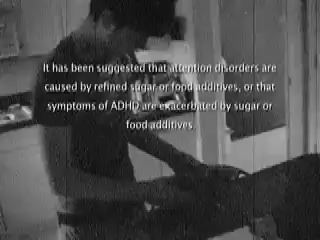 It has been suggested that attention disorders are
caused by refined sugar or food additives, or that
symptoms of ADHD are exacerbated by sugar or
food additives.